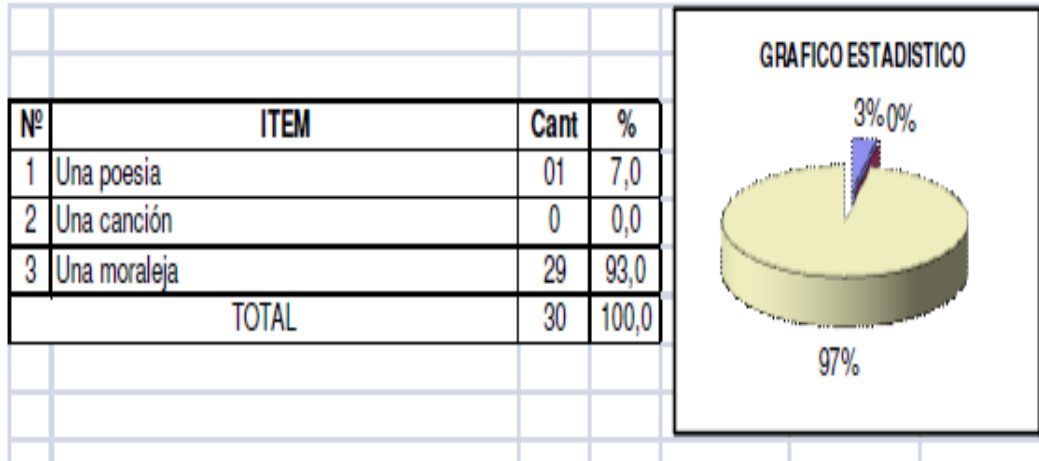 GRAFICO ESTADISTICO
3% 0%
97%
Nº ITEM Cant %
1 Una poesia 01 7,0
2 Una canción 0 0,0
3 Una moraleja 29 93,0
TOTAL 30 100,0